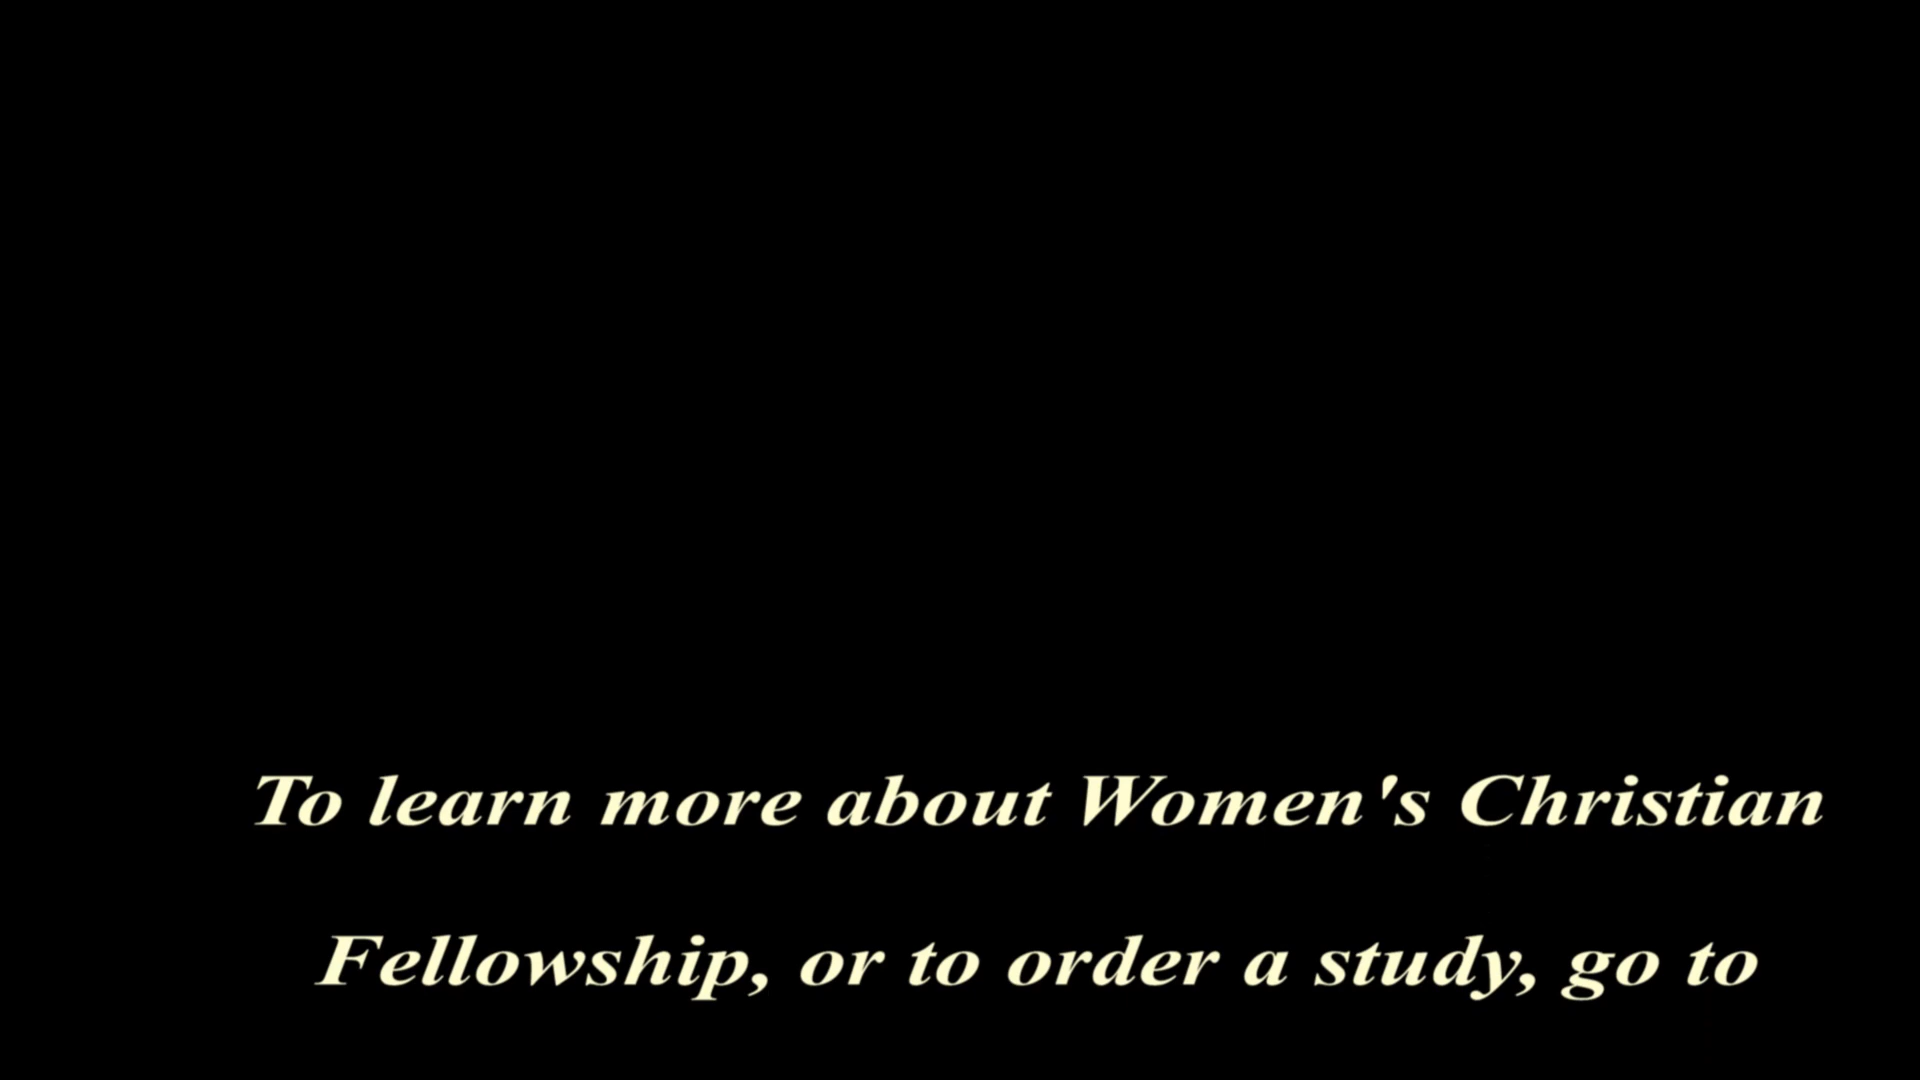 To learn more about Women's Christian
Fellowship, or to order a study, go to